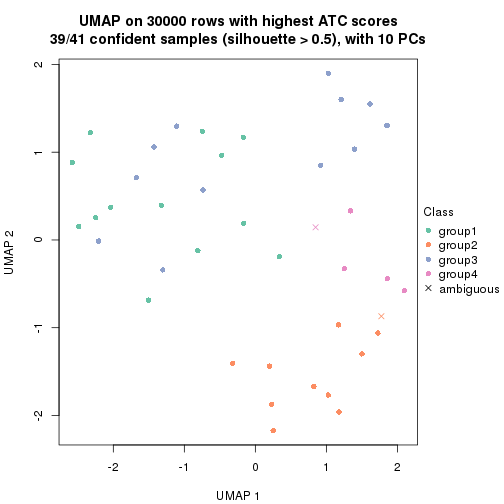 UMAP on 30000 rows with highest ATC scores
39/41 confident samples (silhouette > 0.5), with 10 PCs
2
1
0
-1
-2
UMAP 2
-2
-1
0
1
2
UMAP 1
Class
group1
group2
group3
group4
ambiguous